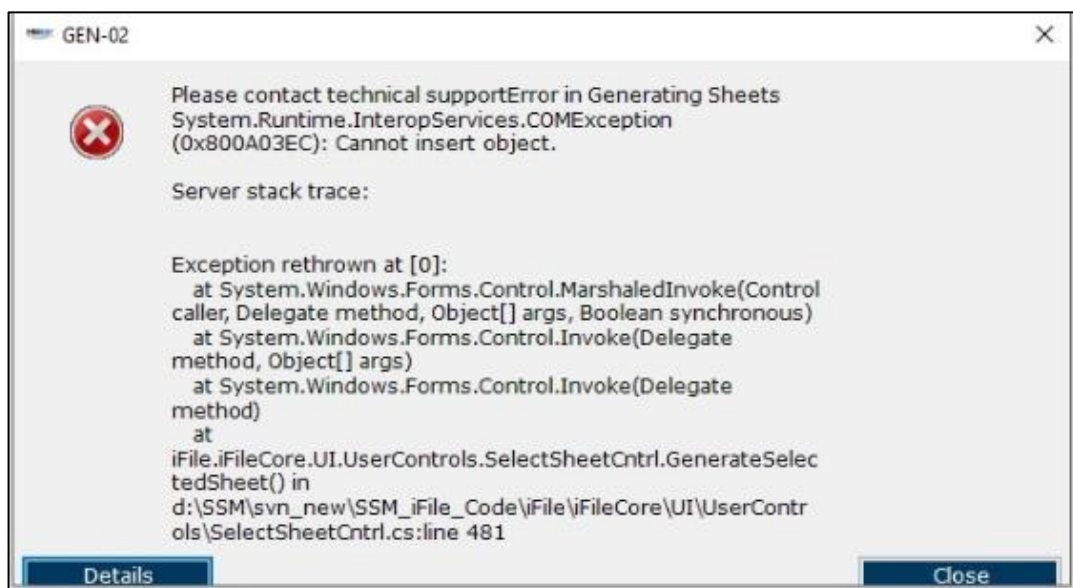 GEN-02
Please contact technical supportError in Generating Sheets
System.Runtime.InteropServices.COMException
(0x800A03EC): Cannot insert object.
Server stack trace:
Exception rethrown at [0]:
at System.Windows.Forms.Control.MarshaledInvoke(Control
caller, Delegate method, Object[] args, Boolean synchronous)
at System.Windows.Forms.Control.Invoke(Delegate
method, Object[] args)
at System.Windows.Forms.Control.Invoke(Delegate
method)
at
iFile.iFileCore.UI.UserControls.SelectSheetCntrl.GenerateSelec
tedSheet() in
d:\SSM\svn_new\SSM_iFile_Code\iFile\iFileCore\UI\UserContr
ols\SelectSheetCntrl.cs:line 481
Details
Close